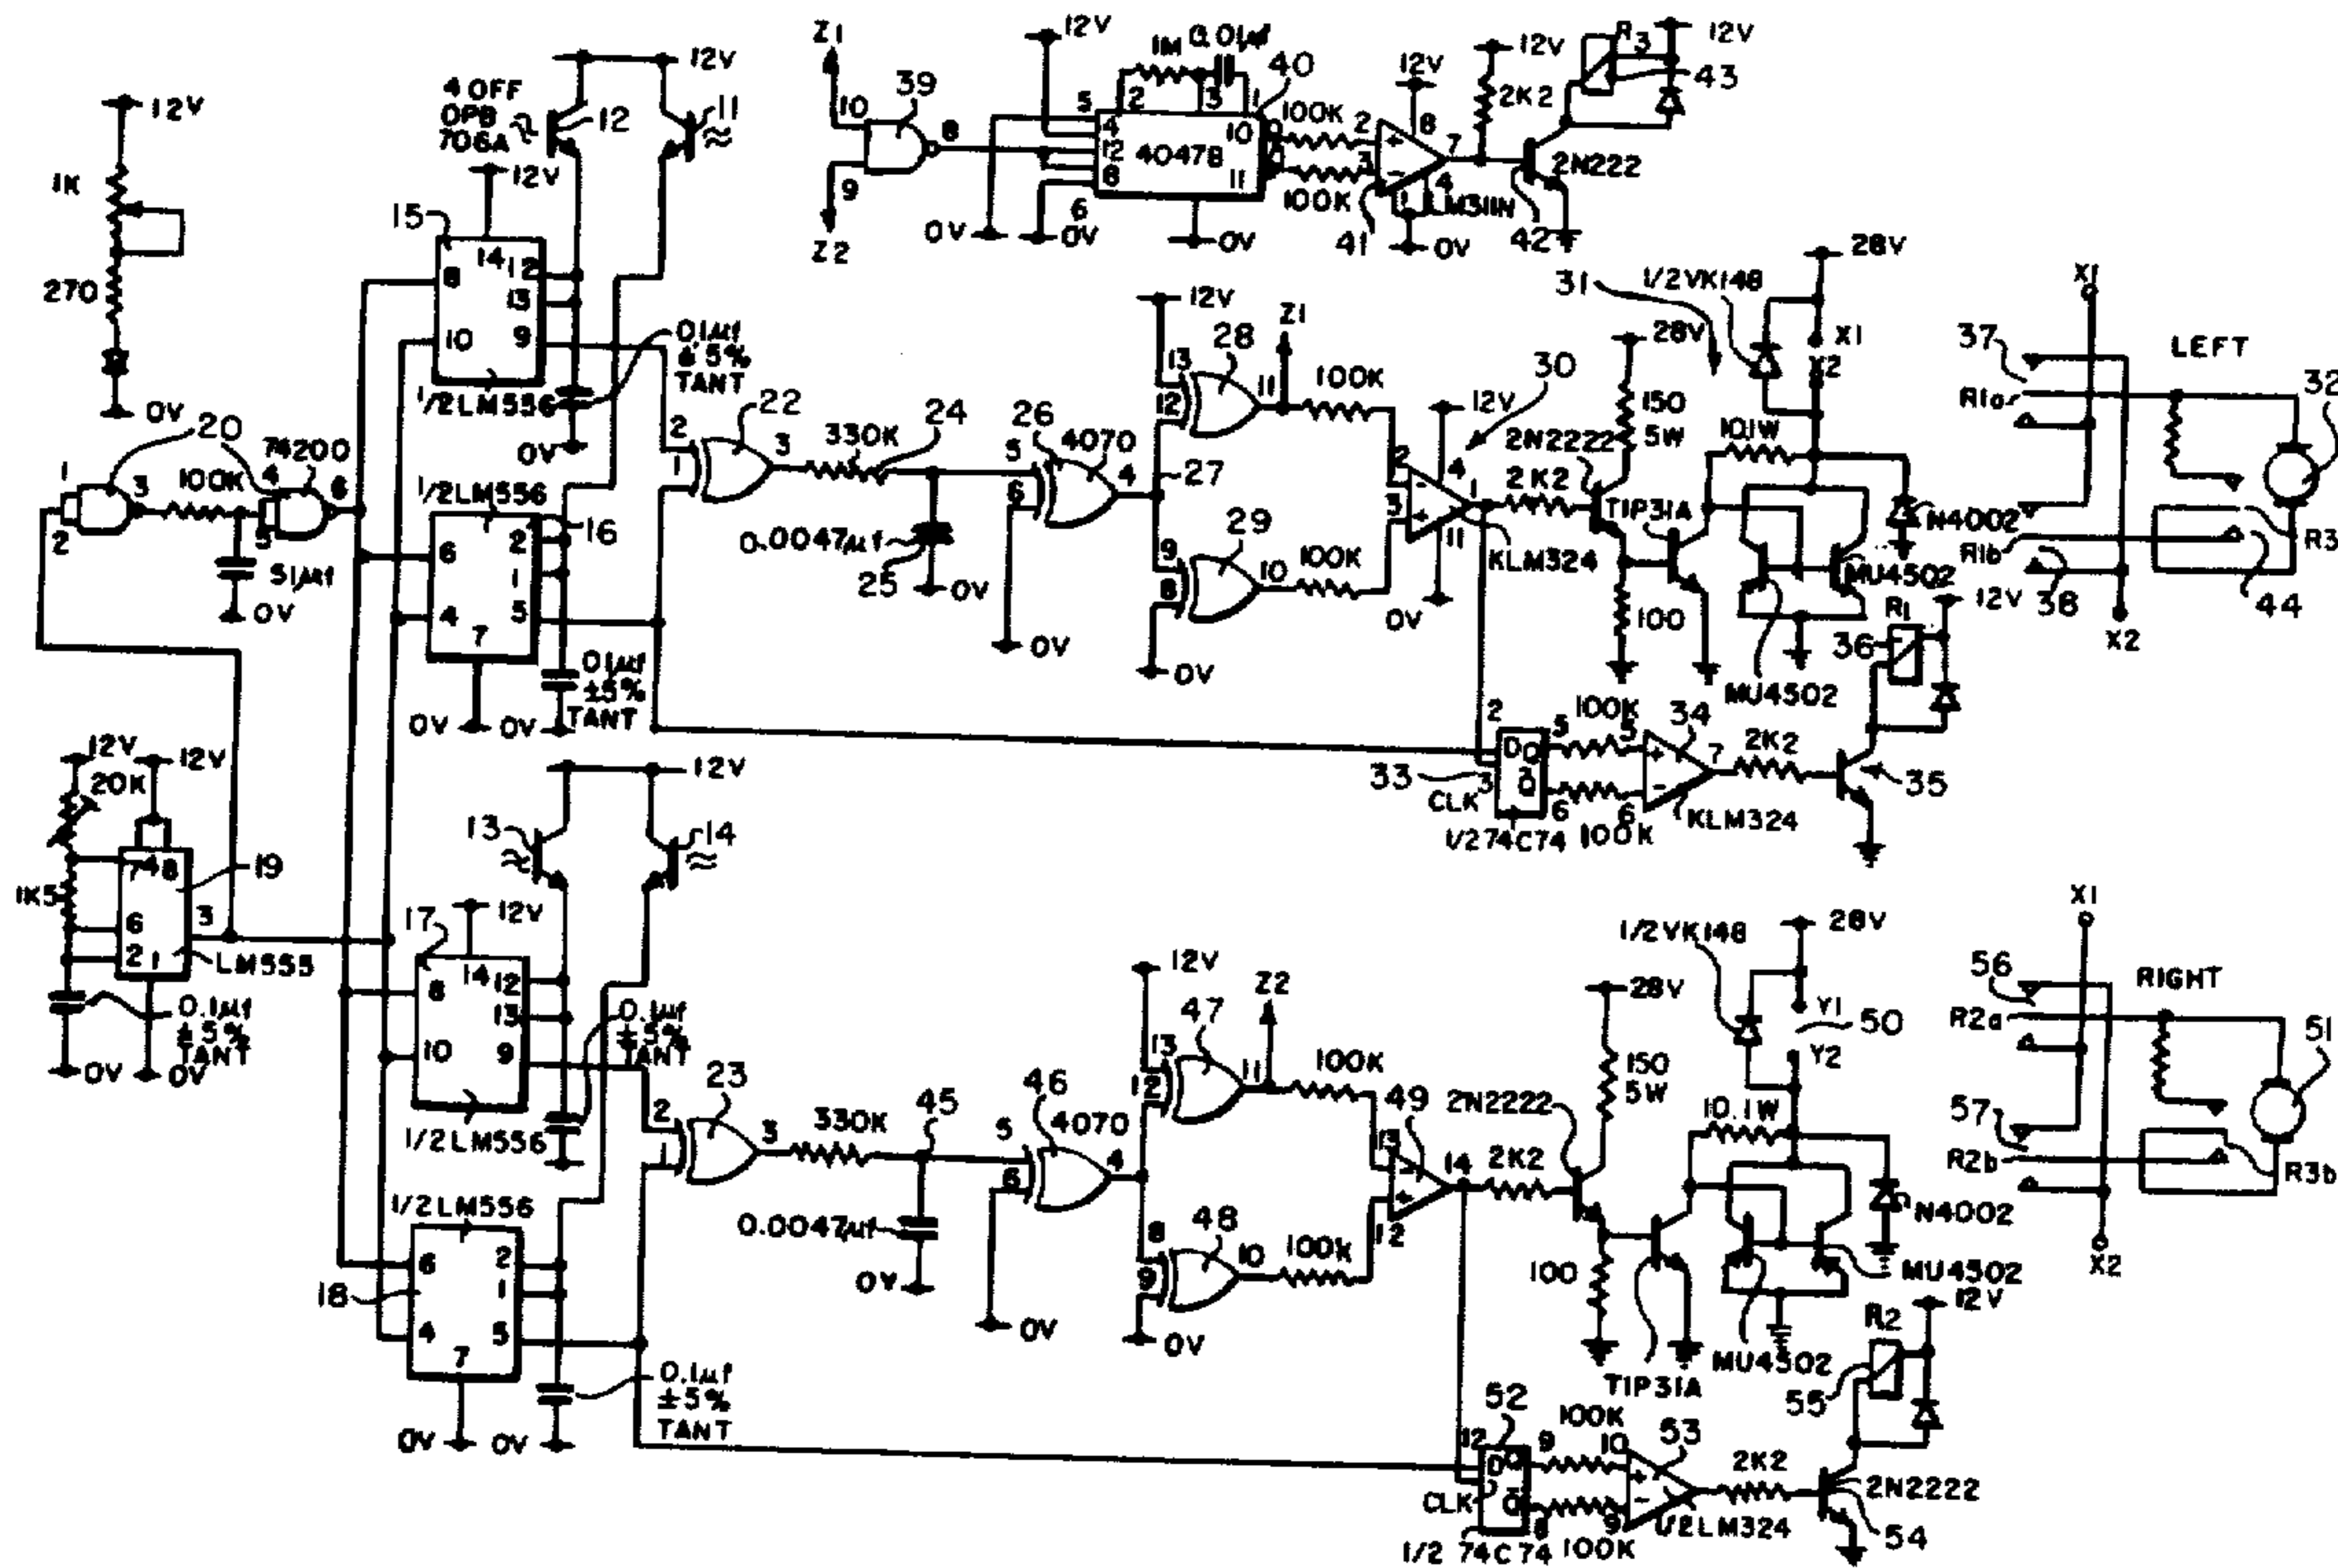 12V
1K
270
0V
20
74200
1
2
3
100K
4
5
6
51µf
0V
12V
20K
12V
7
4
8
19
1K5
6
2
1
3
LM555
0.1µf
±5%
TANT
0V
0V
4 OFF
OPB
706A
12
11
12V
12V
15
14
8
12
13
10
9
1/2LM556
0.1µf
±5%
TANT
0V
1/2LM556
16
2
6
1
4
5
7
0.1µf
±5%
TANT
0V
0V
12V
13
14
17
12V
14
8
12
13
10
9
1/2LM556
0.1µf
±5%
TANT
1/2LM556
18
6
2
1
4
5
7
0V
0V
0.1µf
±5%
TANT
22
2
1
3
330K
24
0.0047µf
25
0V
26
4070
5
6
4
0V
27
12V
28
13
12
11
Z1
100K
29
9
8
10
100K
0V
30
12V
2
3
4
1
11
KLM324
0V
2K2
2N2222
28V
150
5W
TIP31A
100
31
1/2VK148
28V
X1
X2
10.1W
N4002
MU4502
MU4502
Z1
10
9
Z2
39
8
12V
1M
0.01µf
5
2
3
1
40
4
12
8
4047B
10
11
6
0V
0V
0V
100K
100K
2
3
12V
8
7
4
1
LM311N
41
0V
12V
2K2
2N222
42
R3
12V
43
X1
37
LEFT
R1a
32
R1b
R3
38
44
X2
2
D
Q
5
33
3
CLK
Q
6
1/274C74
100K
5
34
7
6
100K
KLM324
2K2
35
36
R1
12V
23
2
1
3
330K
45
0.0047µf
0V
46
4070
5
6
4
0V
12V
47
13
12
11
Z2
100K
48
8
9
10
100K
0V
49
13
12
14
2K2
2N2222
28V
150
5W
100
TIP31A
1/2VK148
28V
Y1
50
Y2
10.1W
N4002
MU4502
MU4502
X1
56
RIGHT
R2a
51
57
R2b
R3b
X2
52
12
D
Q
9
CLK
Q
8
1/2 74C74
100K
10
53
9
100K
1/2LM324
2K2
2N2222
54
R2
12V
55